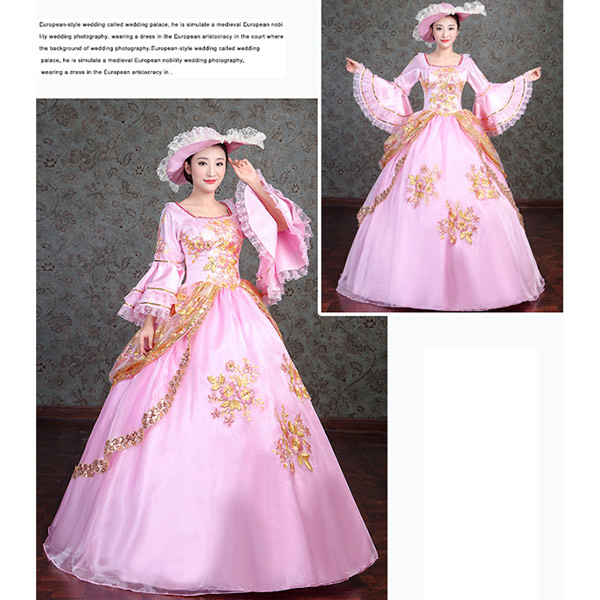 European-style wedding called wedding palace, he is simulate a medieval European nobi
lity wedding photography. wearing a dress in the European aristocracy in the court where
the background of wedding photography.European-style wedding called wedding
palace, he is simulate a medieval European nobility wedding photography,
wearing a dress in the European aristocracy in .